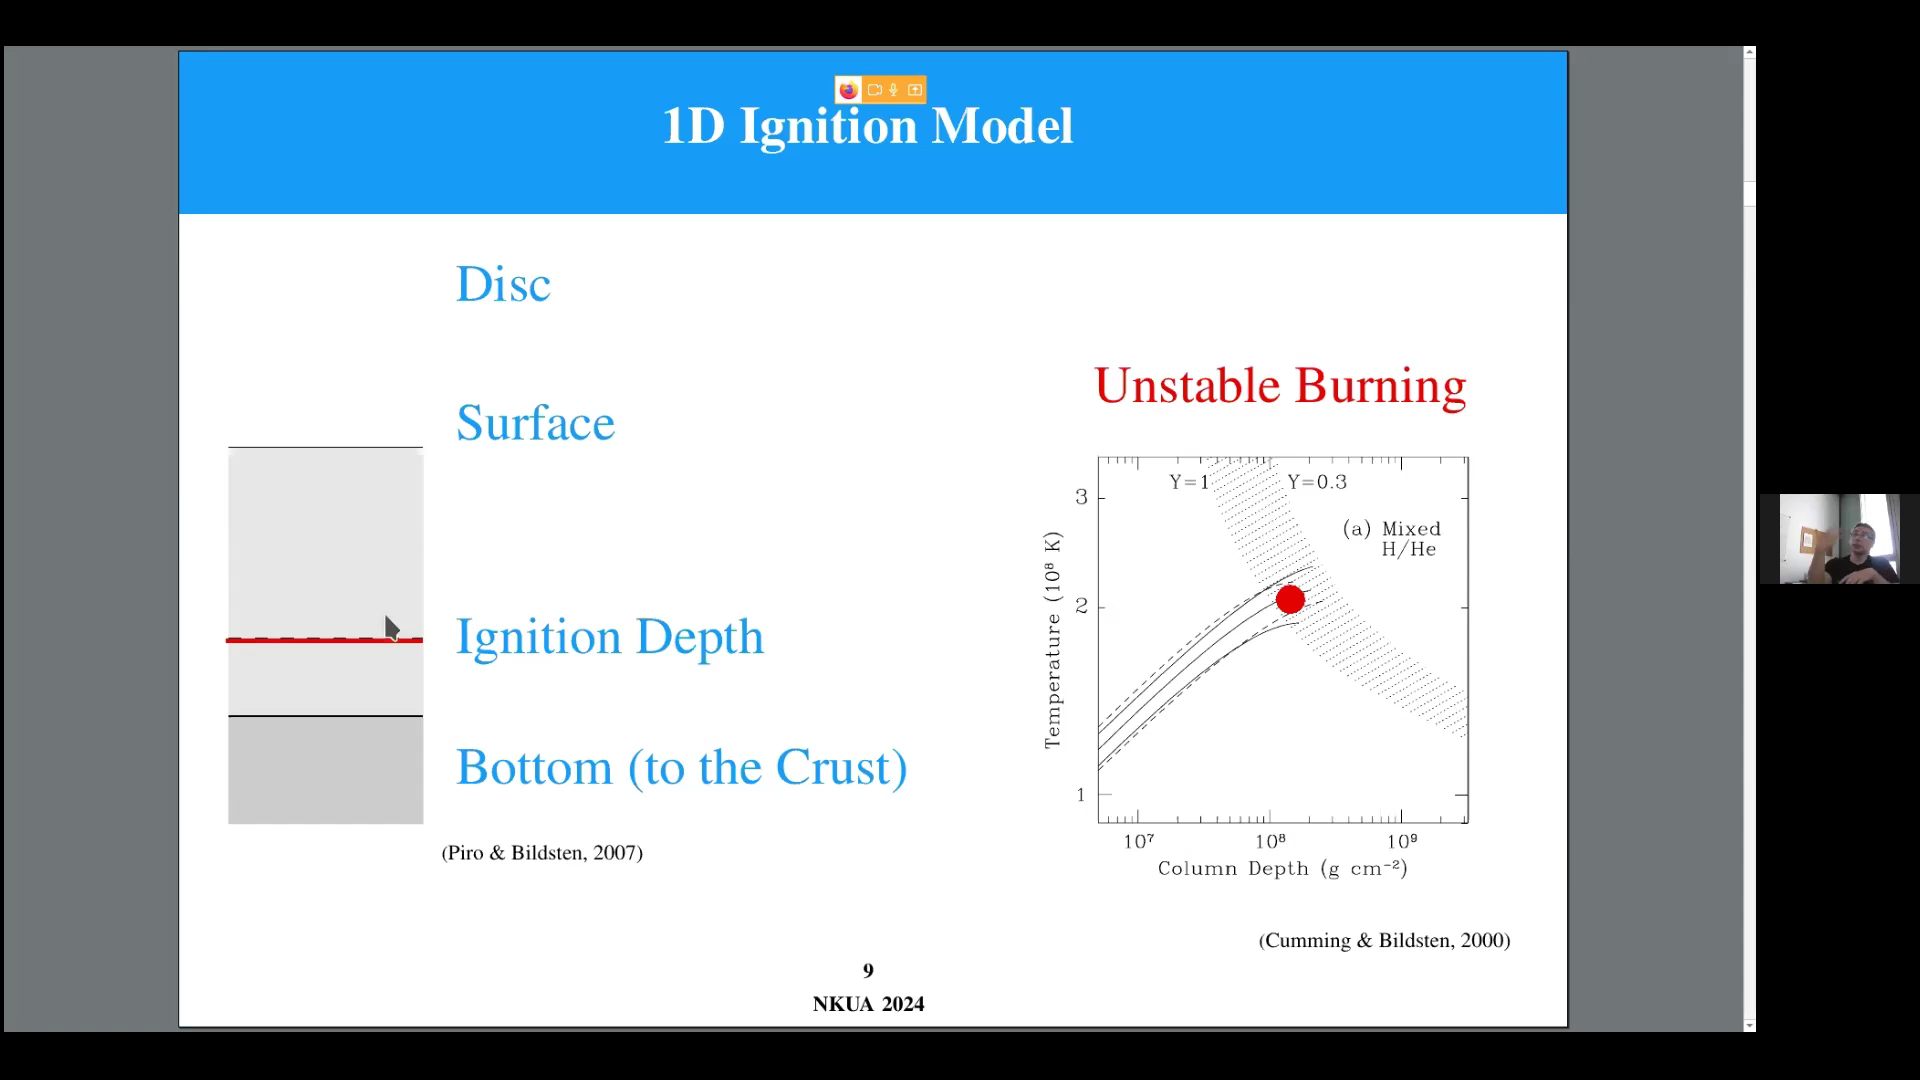 1D Ignition Model
Disc
Surface
Ignition Depth
Bottom (to the Crust)
(Piro & Bildsten, 2007)
Unstable Burning
Y=1
Y=0.3
(a) Mixed
H/He
3
2
1
Temperature (10⁸ K)
10⁷
10⁸
10⁹
Column Depth (g cm⁻²)
(Cumming & Bildsten, 2000)
9
NKUA 2024